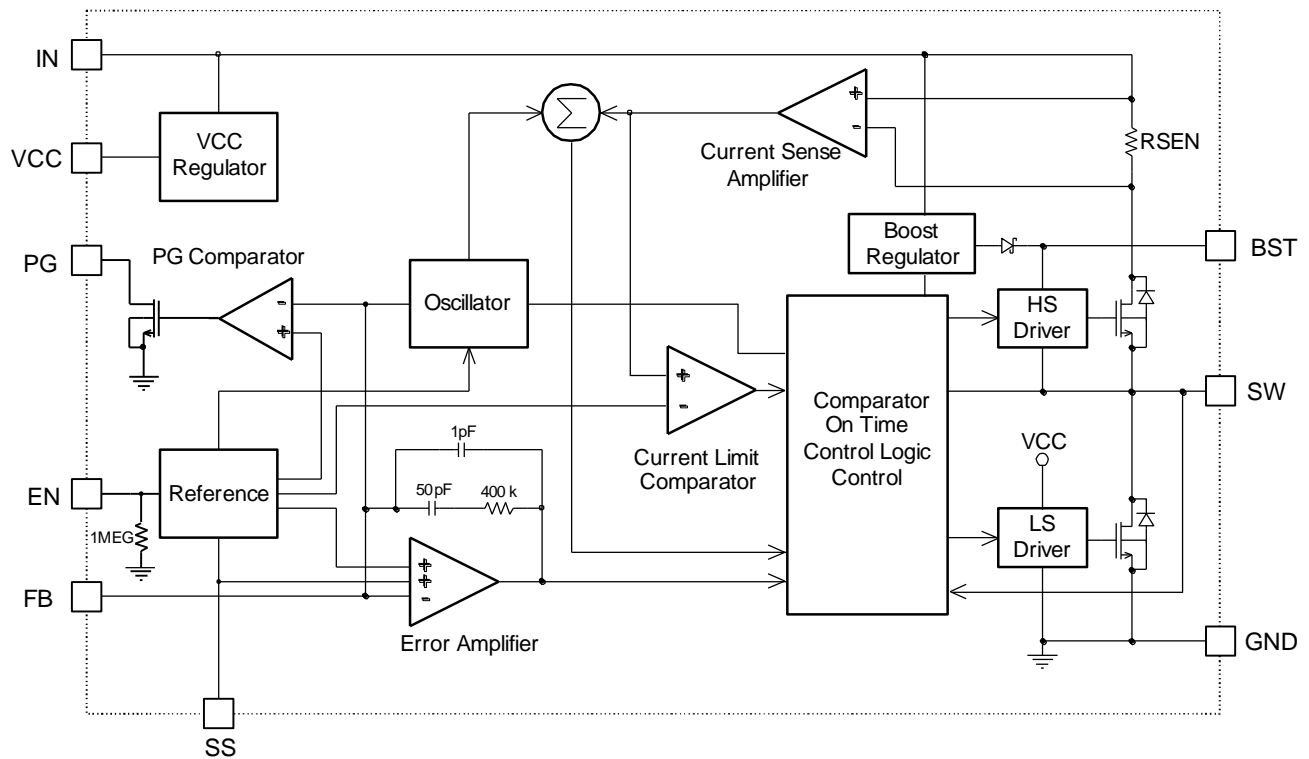 IN
VCC
VCC
Regulator
Σ
+
-
Current Sense
Amplifier
RSEN
PG
PG Comparator
-
+
Oscillator
Boost
Regulator
BST
HS
Driver
+
-
Current Limit
Comparator
Comparator
On Time
Control Logic
Control
SW
VCC
EN
Reference
1MEG
1pF
50pF
400 k
LS
Driver
FB
+
+
-
Error Amplifier
GND
SS